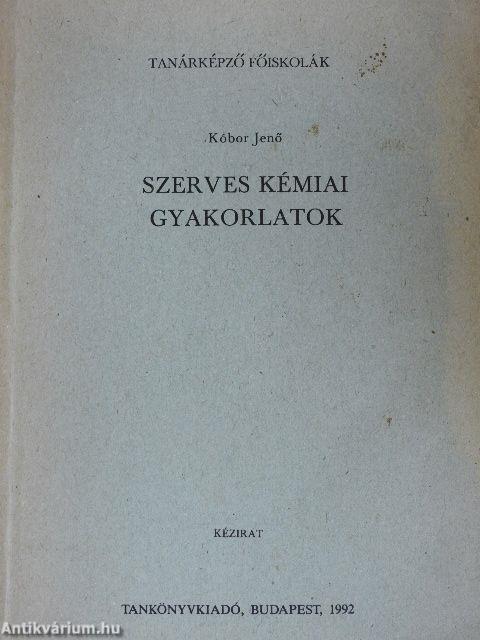 TANÁRKÉPZŐ FŐISKOLÁK
Kóbor Jenő
SZERVES KÉMIAI
GYAKORLATOK
KÉZIRAT
TANKÖNYVKIADÓ, BUDAPEST, 1992
Antikvárium.hu